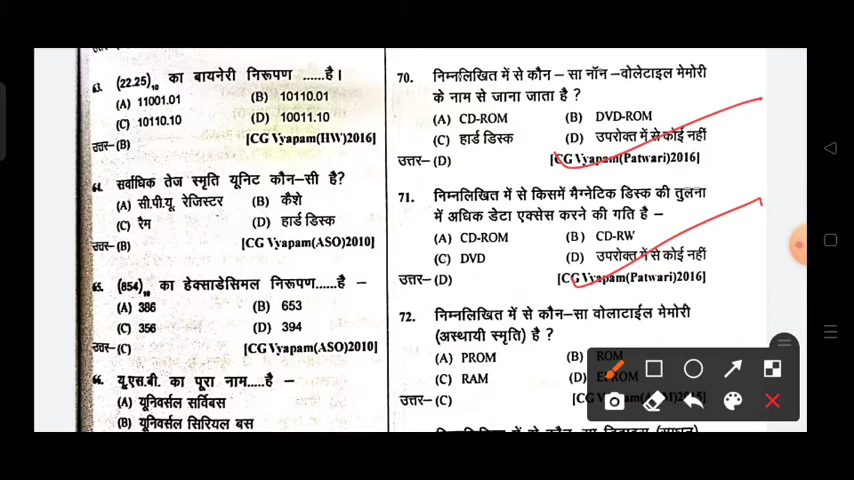 63. (22.25)10 का बायनेरी निरूपण ......है।
(A) 11001.01 (B) 10110.01
(C) 10110.10 (D) 10011.10
उत्तर– (B) [CG Vyapam(HW)2016]
64. सर्वाधिक तेज स्मृति यूनिट कौन–सी है?
(A) सी.पी.यू. रेजिस्टर (B) कैशे
(C) रैम (D) हार्ड डिस्क
उत्तर– (B) [CG Vyapam(ASO)2010]
65. (854)10 का हेक्साडेसिमल निरूपण......है –
(A) 386 (B) 653
(C) 356 (D) 394
उत्तर– (C) [CG Vyapam(ASO)2010]
66. यू.एस.बी. का पूरा नाम.....है –
(A) यूनिवर्सल सर्विबस
(B) यूनिवर्सल सिरियल बस
70. निम्नलिखित में से कौन – सा नॉन –वोलेटाइल मेमोरी
के नाम से जाना जाता है ?
(A) CD-ROM (B) DVD-ROM
(C) हार्ड डिस्क (D) उपरोक्त में से कोई नहीं
उत्तर– (D) [CG Vyapam(Patwari)2016]
71. निम्नलिखित में से किसमें मैग्नेटिक डिस्क की तुलना
में अधिक डेटा एक्सेस करने की गति है –
(A) CD-ROM (B) CD-RW
(C) DVD (D) उपरोक्त में से कोई नहीं
उत्तर– (D) [CG Vyapam(Patwari)2016]
72. निम्नलिखित में से कौन–सा वोलाटाईल मेमोरी
(अस्थायी स्मृति) है ?
(A) PROM (B) ROM
(C) RAM (D) EPROM
उत्तर– (C)